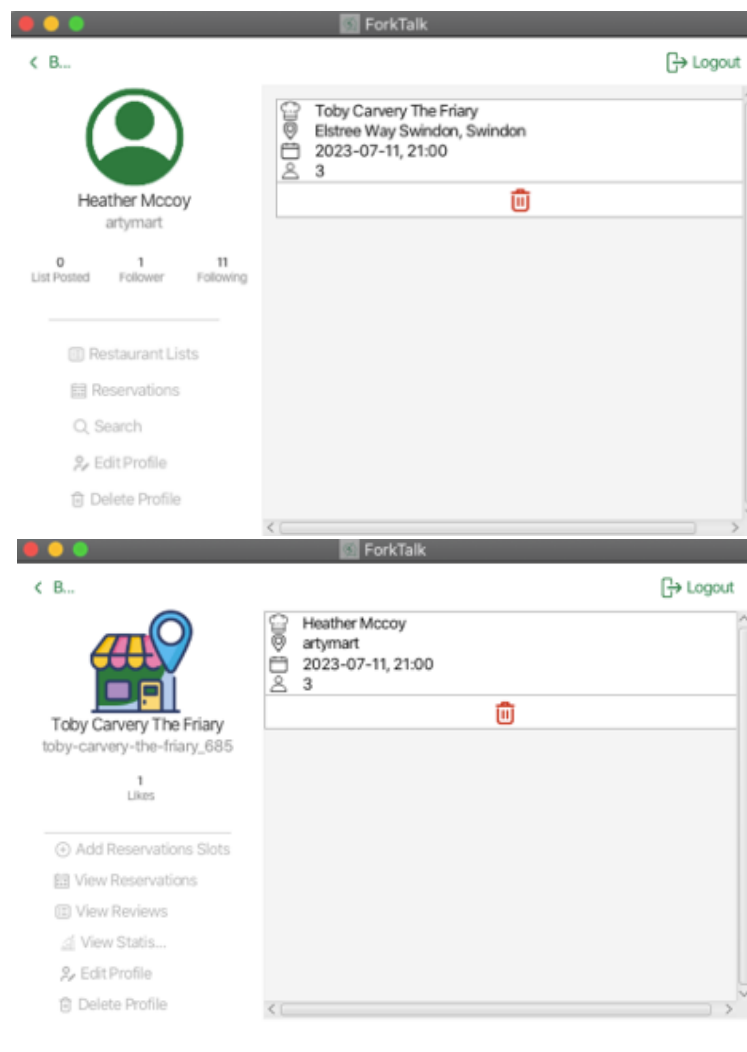 ForkTalk
B...
Logout
Toby Carvery The Friary
Elstree Way Swindon, Swindon
2023-07-11, 21:00
3
Heather Mccoy
artymart
0 1 11
List Posted Follower Following
Restaurant Lists
Reservations
Search
Edit Profile
Delete Profile
ForkTalk
B...
Logout
Heather Mccoy
artymart
2023-07-11, 21:00
3
Toby Carvery The Friary
toby-carvery-the-friary_685
1
Likes
Add Reservations Slots
View Reservations
View Reviews
View Statis...
Edit Profile
Delete Profile